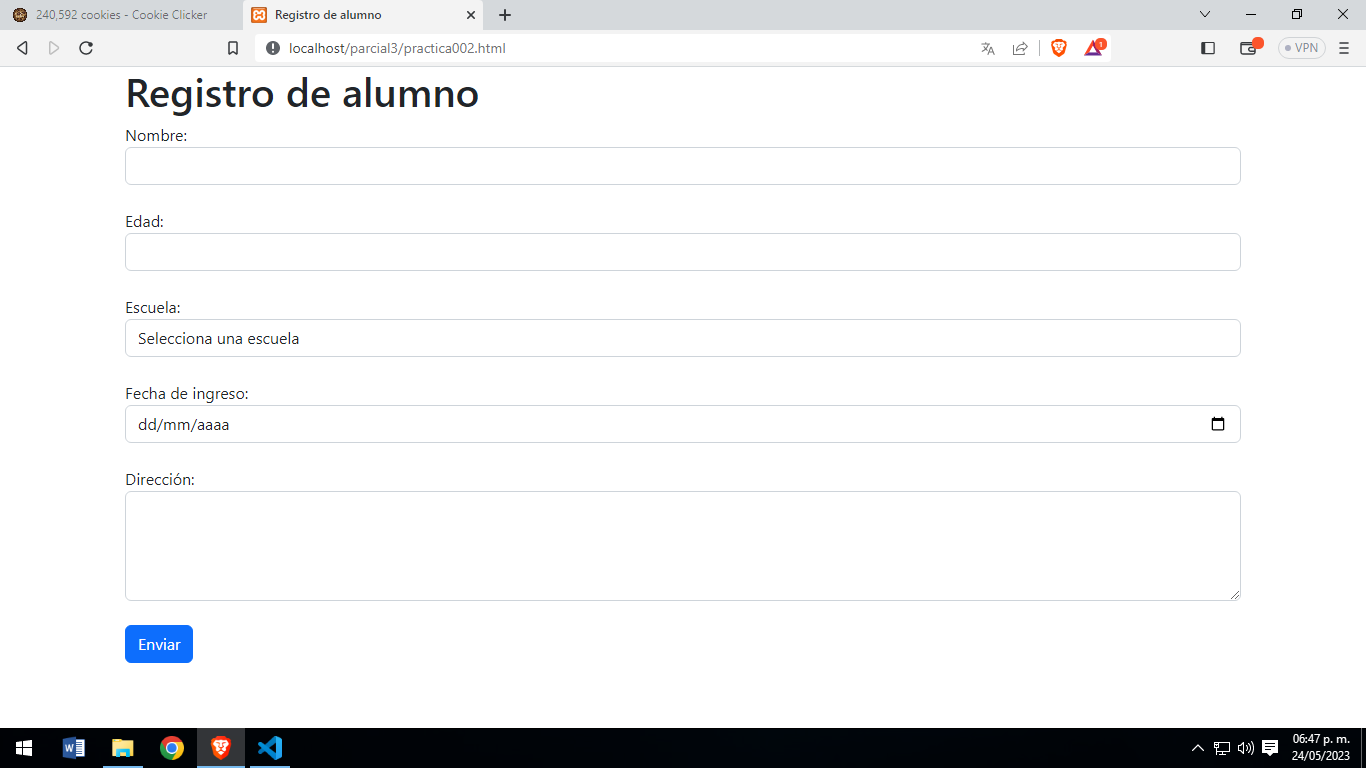 240,592 cookies - Cookie Clicker
Registro de alumno
localhost/parcial3/practica002.html
1
VPN
Registro de alumno
Nombre:
Edad:
Escuela:
Selecciona una escuela
Fecha de ingreso:
dd/mm/aaaa
Dirección:
Enviar
06:47 p. m.
24/05/2023